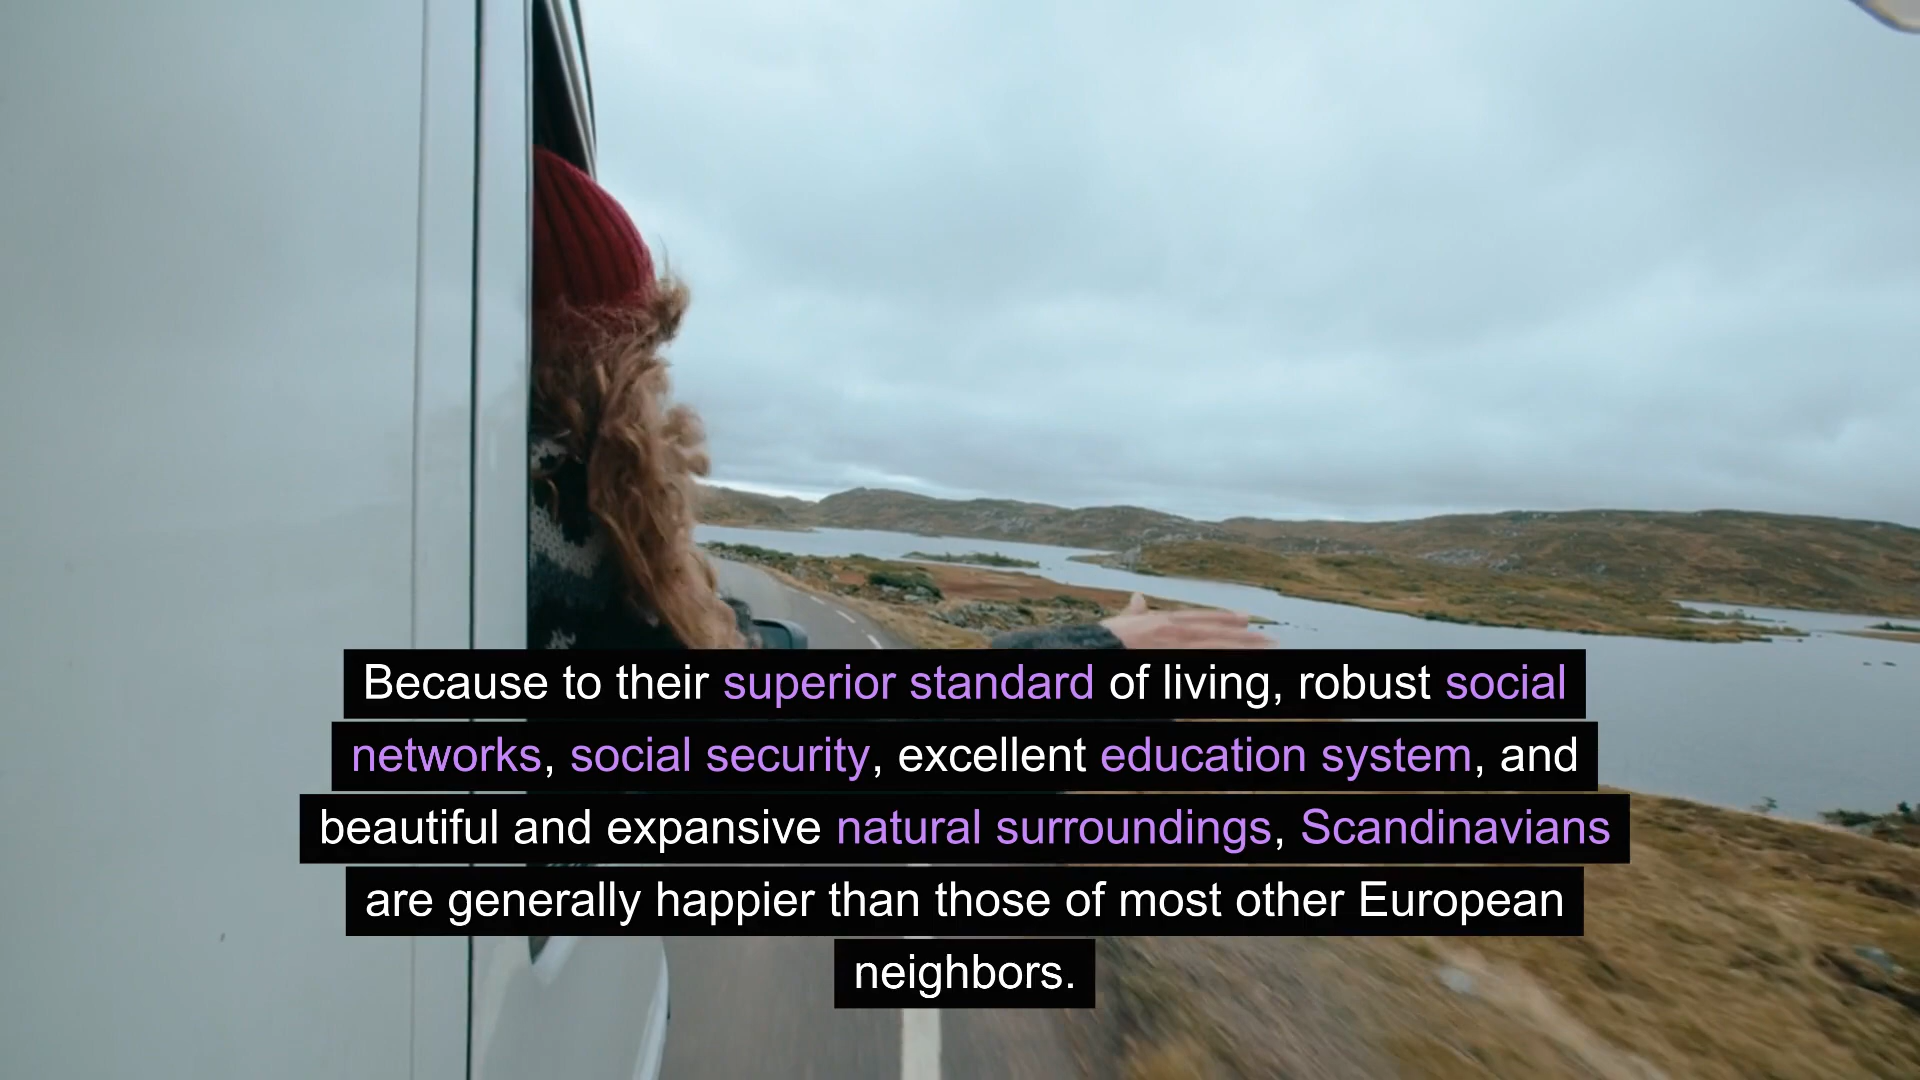 Because to their superior standard of living, robust social
networks, social security, excellent education system, and
beautiful and expansive natural surroundings, Scandinavians
are generally happier than those of most other European
neighbors.